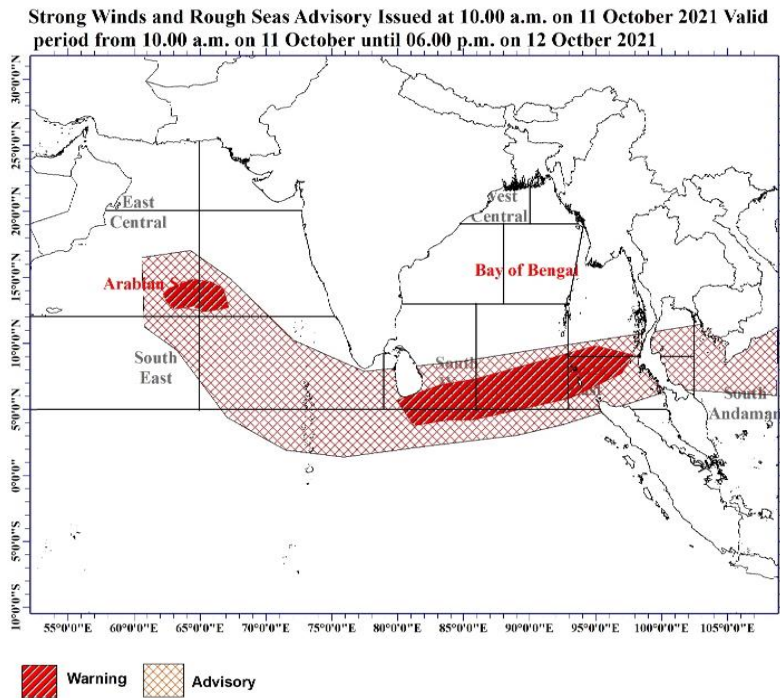 Strong Winds and Rough Seas Advisory Issued at 10.00 a.m. on 11 October 2021 Valid
period from 10.00 a.m. on 11 October until 06.00 p.m. on 12 Octber 2021
30°0'0"N
25°0'0"N
20°0'0"N
15°0'0"N
10°0'0"N
5°0'0"N
0°0'0"N
5°0'0"S
10°0'0"S
East
Central
West
Central
Arabian
Bay of Bengal
South
East
South
South
Andaman
55°0'0"E
60°0'0"E
65°0'0"E
70°0'0"E
75°0'0"E
80°0'0"E
85°0'0"E
90°0'0"E
95°0'0"E
100°0'0"E
105°0'0"E
Warning
Advisory